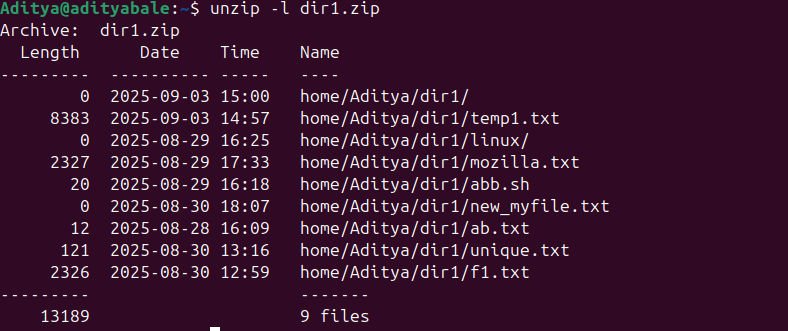 Aditya@adityabale:~$ unzip -l dir1.zip
Archive:  dir1.zip
  Length      Date    Time    Name
---------  ---------- -----   ----
        0  2025-09-03 15:00   home/Aditya/dir1/
     8383  2025-09-03 14:57   home/Aditya/dir1/temp1.txt
        0  2025-08-29 16:25   home/Aditya/dir1/linux/
     2327  2025-08-29 17:33   home/Aditya/dir1/mozilla.txt
       20  2025-08-29 16:18   home/Aditya/dir1/abb.sh
        0  2025-08-30 18:07   home/Aditya/dir1/new_myfile.txt
       12  2025-08-28 16:09   home/Aditya/dir1/ab.txt
      121  2025-08-30 13:16   home/Aditya/dir1/unique.txt
     2326  2025-08-30 12:59   home/Aditya/dir1/f1.txt
---------                     -------
    13189                     9 files